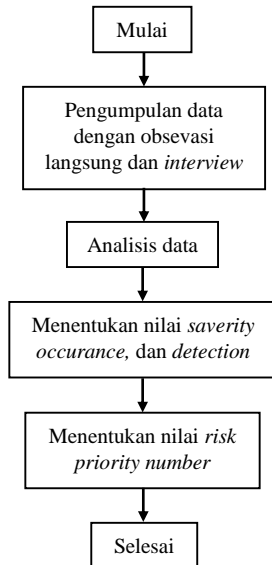 Mulai
Pengumpulan data
dengan obsevasi
langsung dan interview
Analisis data
Menentukan nilai saverity
occurance, dan detection
Menentukan nilai risk
priority number
Selesai